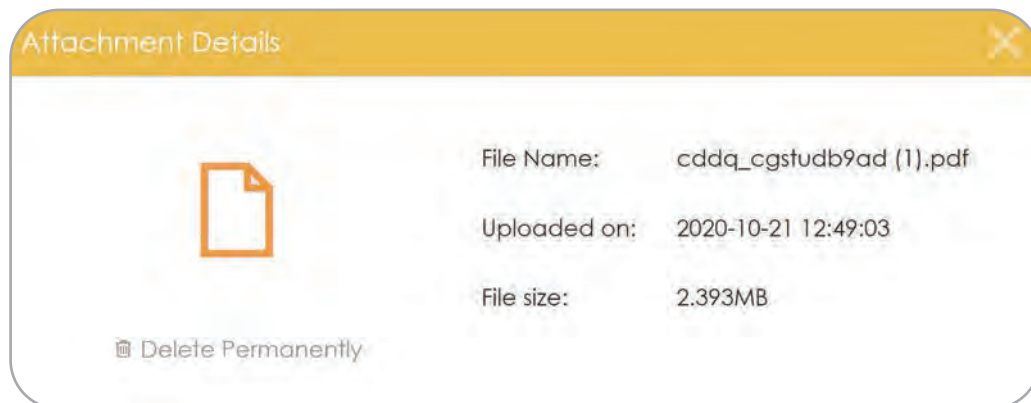 Attachment Details
File Name: cddq_cgstudb9ad (1).pdf
Uploaded on: 2020-10-21 12:49:03
File size: 2.393MB
Delete Permanently